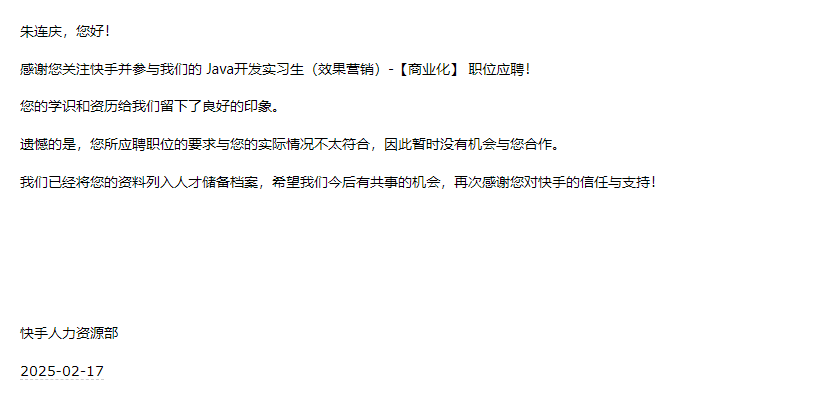 朱连庆，您好！
感谢您关注快手并参与我们的 Java开发实习生（效果营销）-【商业化】 职位应聘！
您的学识和资历给我们留下了良好的印象。
遗憾的是，您所应聘职位的要求与您的实际情况不太符合，因此暂时没有机会与您合作。
我们已经将您的资料列入人才储备档案，希望我们今后有共事的机会，再次感谢您对快手的信任与支持！
快手人力资源部
2025-02-17